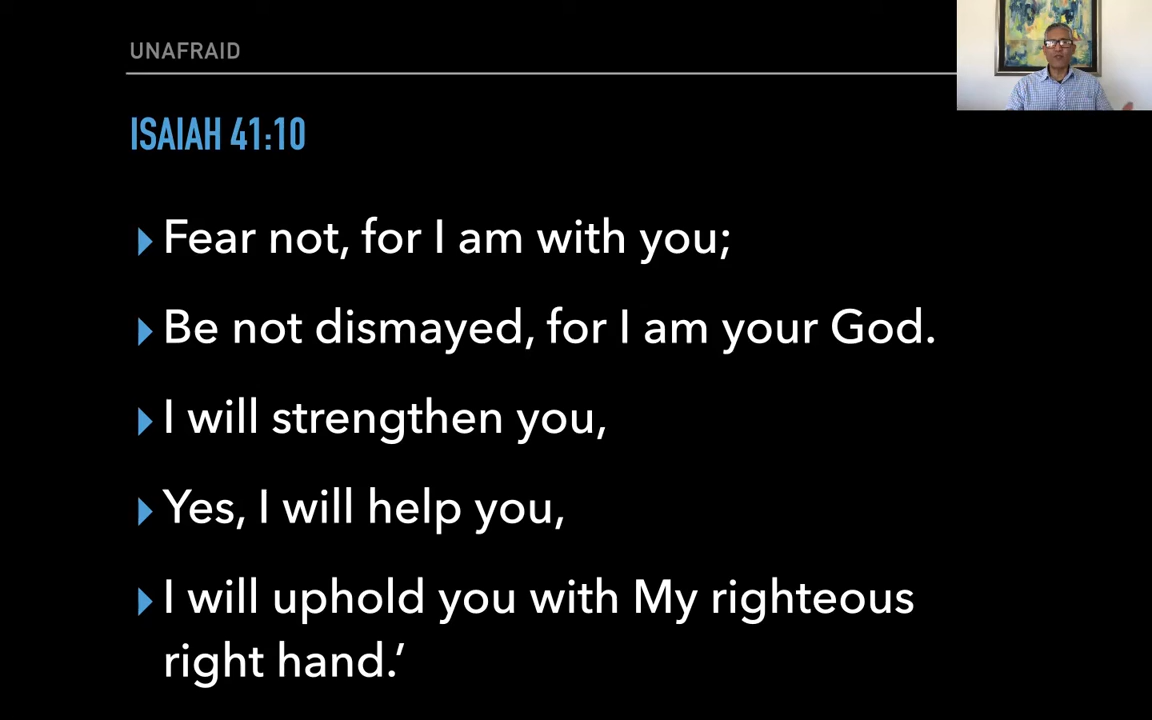 UNAFRAID
ISAIAH 41:10
Fear not, for I am with you;
Be not dismayed, for I am your God.
I will strengthen you,
Yes, I will help you,
I will uphold you with My righteous
right hand.’